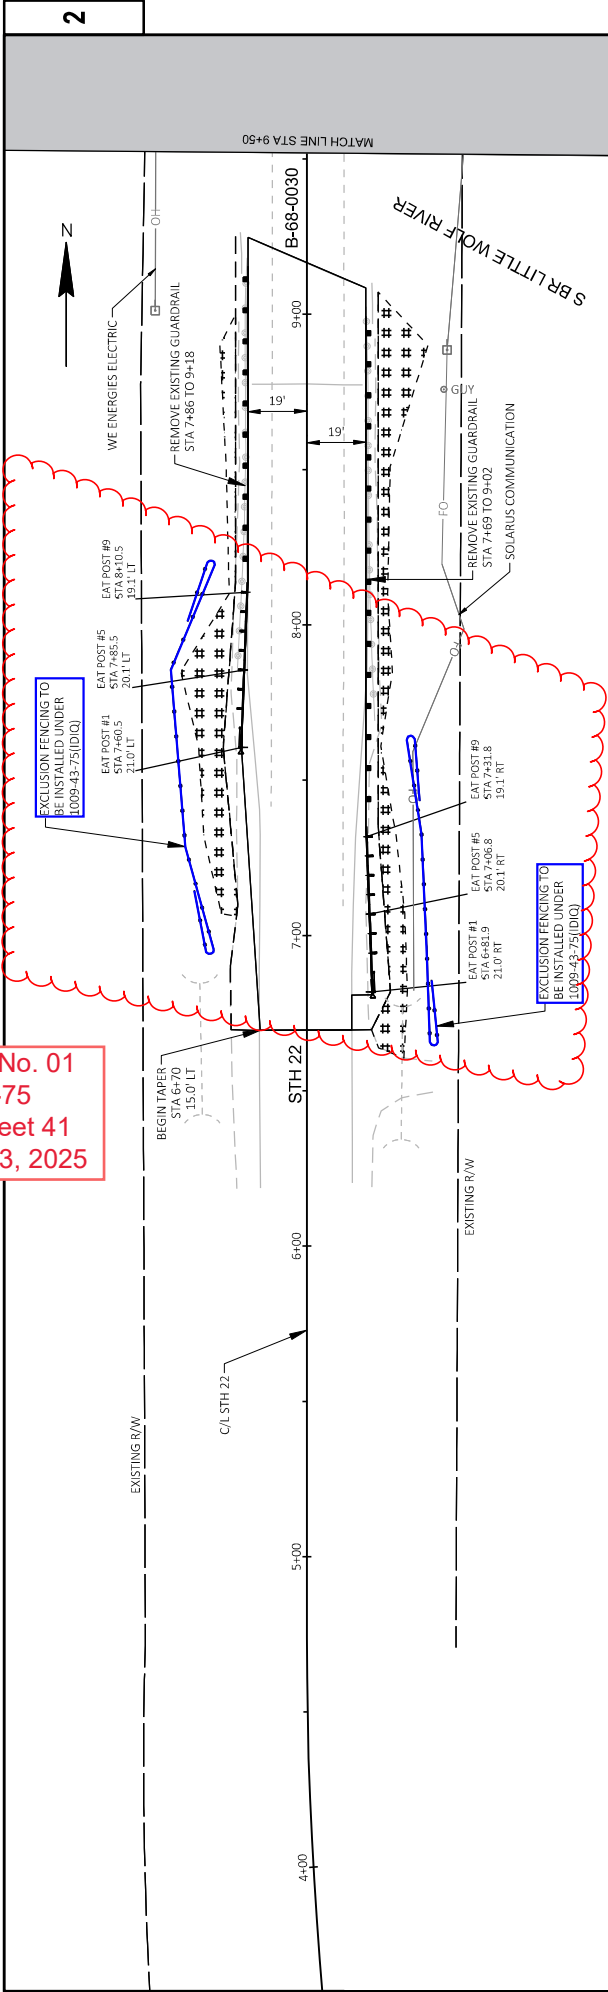 2
MATCH LINE STA 9+50
N
OH
B-68-0030
S BR LITTLE WOLF RIVER
9+00
WE ENERGIES ELECTRIC
REMOVE EXISTING GUARDRAIL
STA 7+86 TO 9+18
19'
19'
GUY
REMOVE EXISTING GUARDRAIL
STA 7+69 TO 9+02
SOLARUS COMMUNICATION
FO
FO
FO
8+00
EAT POST #9
STA 8+10.5
19.1' LT
EAT POST #5
STA 7+85.5
20.1' LT
EAT POST #1
STA 7+60.5
21.0' LT
EXCLUSION FENCING TO
BE INSTALLED UNDER
1009-43-75(IDIQ)
EAT POST #9
STA 7+31.8
19.1' RT
EAT POST #5
STA 7+06.8
20.1' RT
EAT POST #1
STA 6+81.9
21.0' RT
EXCLUSION FENCING TO
BE INSTALLED UNDER
1009-43-75(IDIQ)
7+00
BEGIN TAPER
STA 6+70
15.0' LT
STH 22
No. 01
-75
eet 41
3, 2025
EXISTING R/W
6+00
C/L STH 22
EXISTING R/W
5+00
4+00